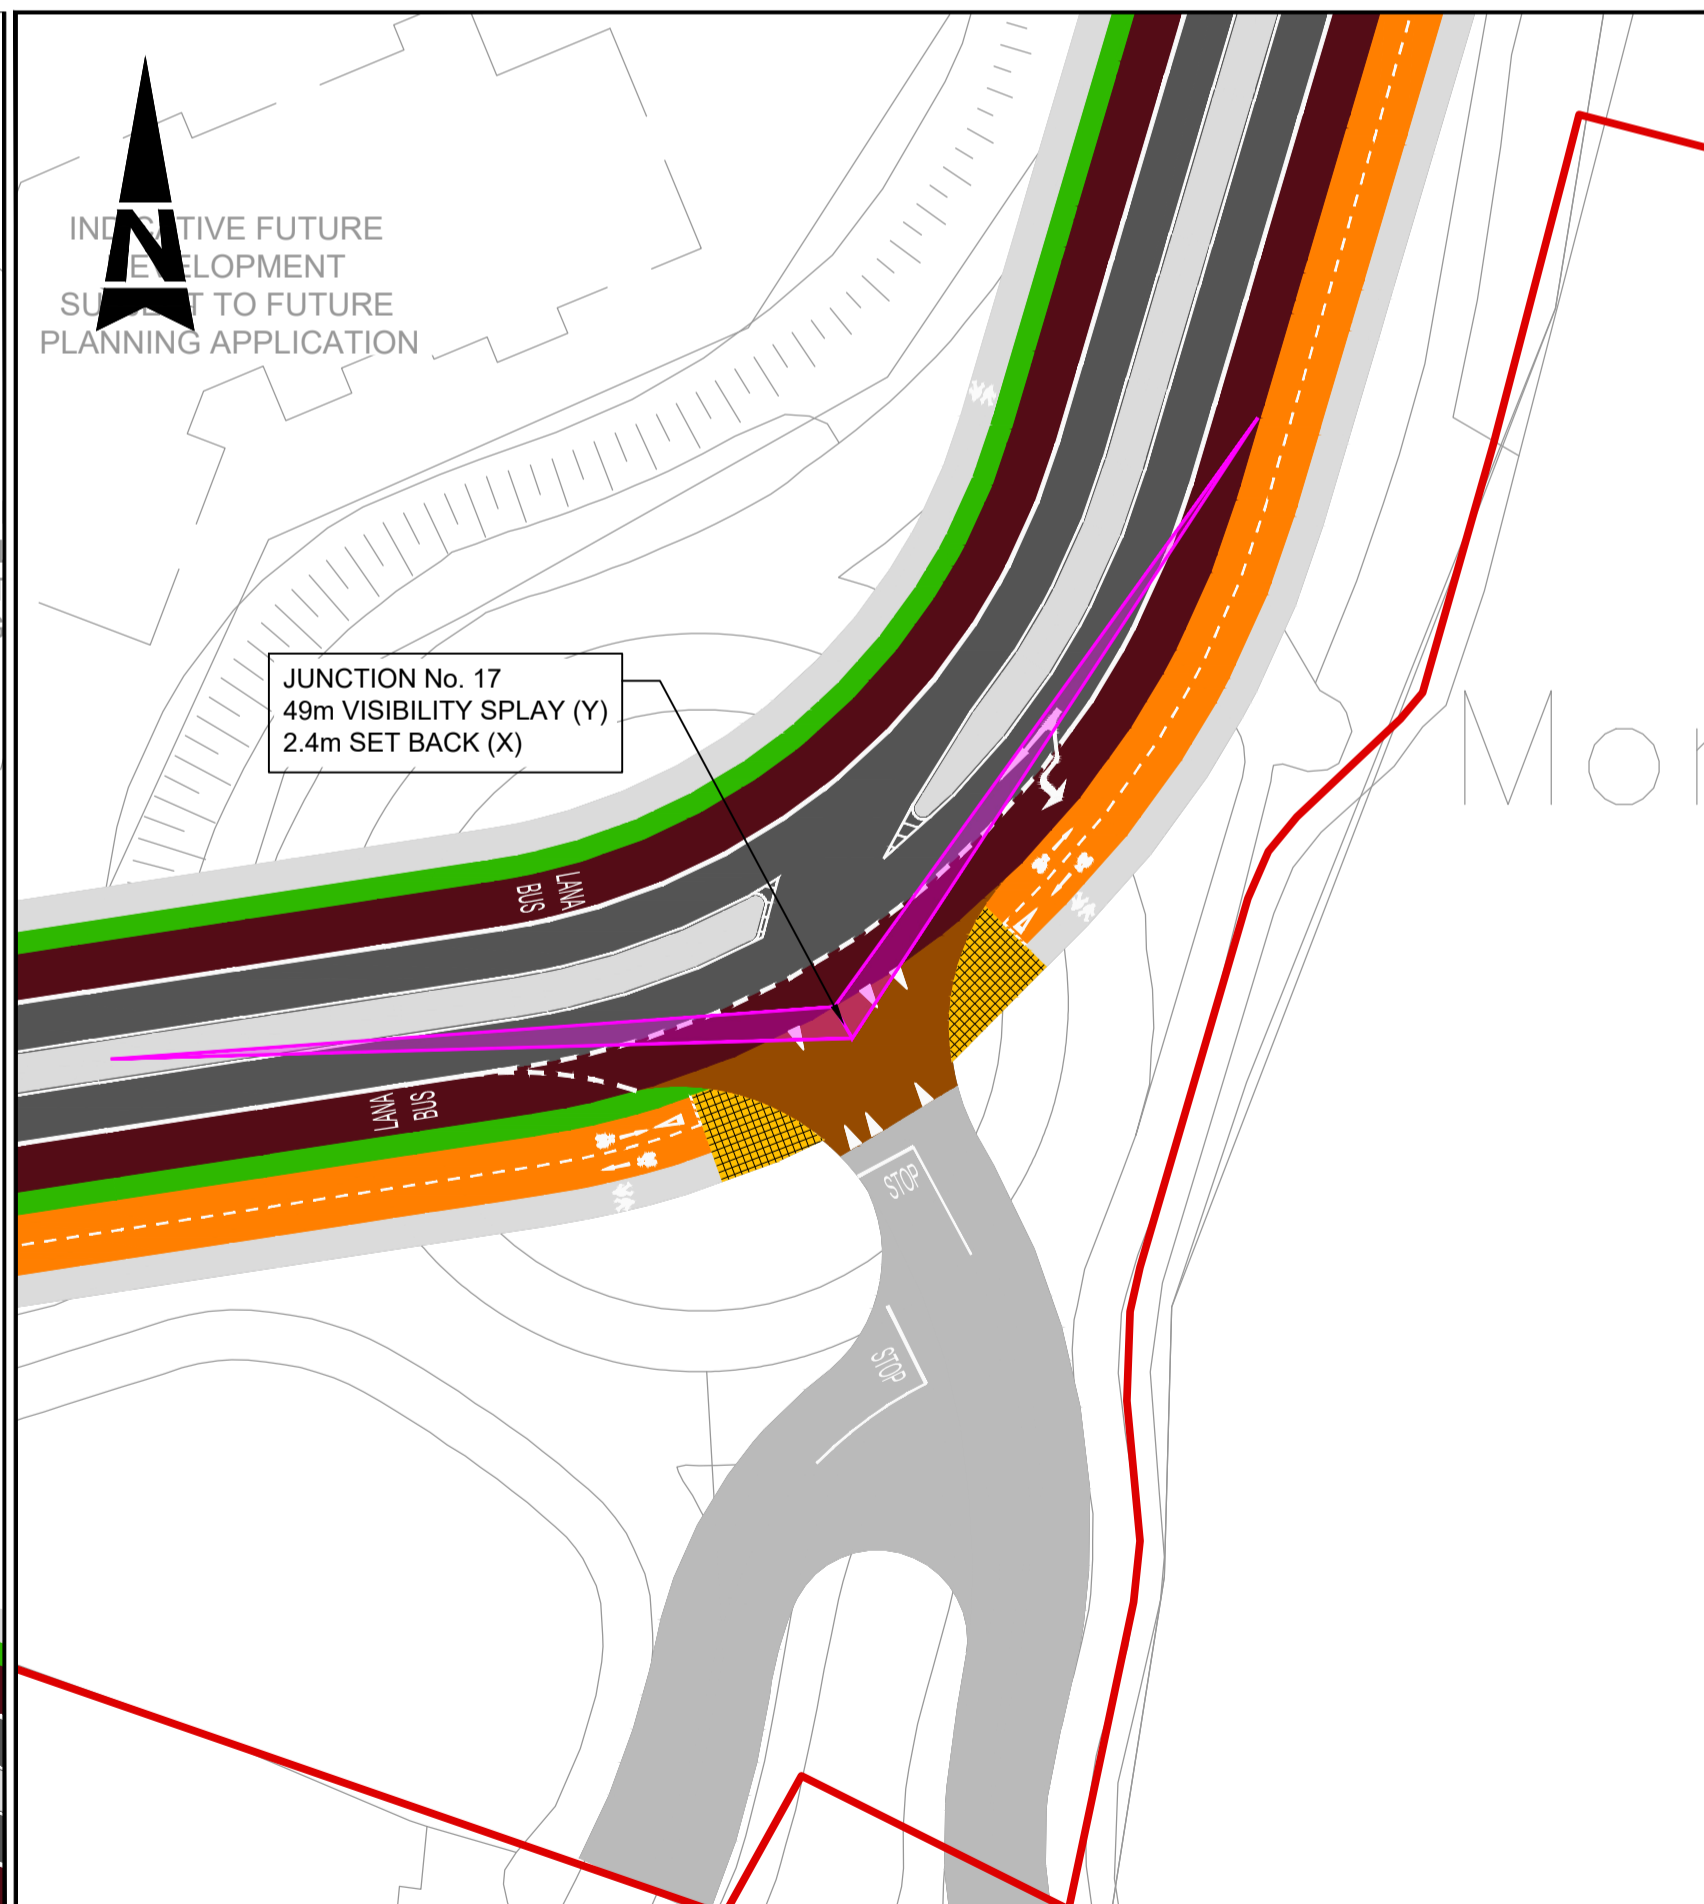 N
INDICATIVE FUTURE
DEVELOPMENT
SUBJECT TO FUTURE
PLANNING APPLICATION
JUNCTION No. 17
49m VISIBILITY SPLAY (Y)
2.4m SET BACK (X)
LANA
BUS
LANA
BUS
STOP
STOP